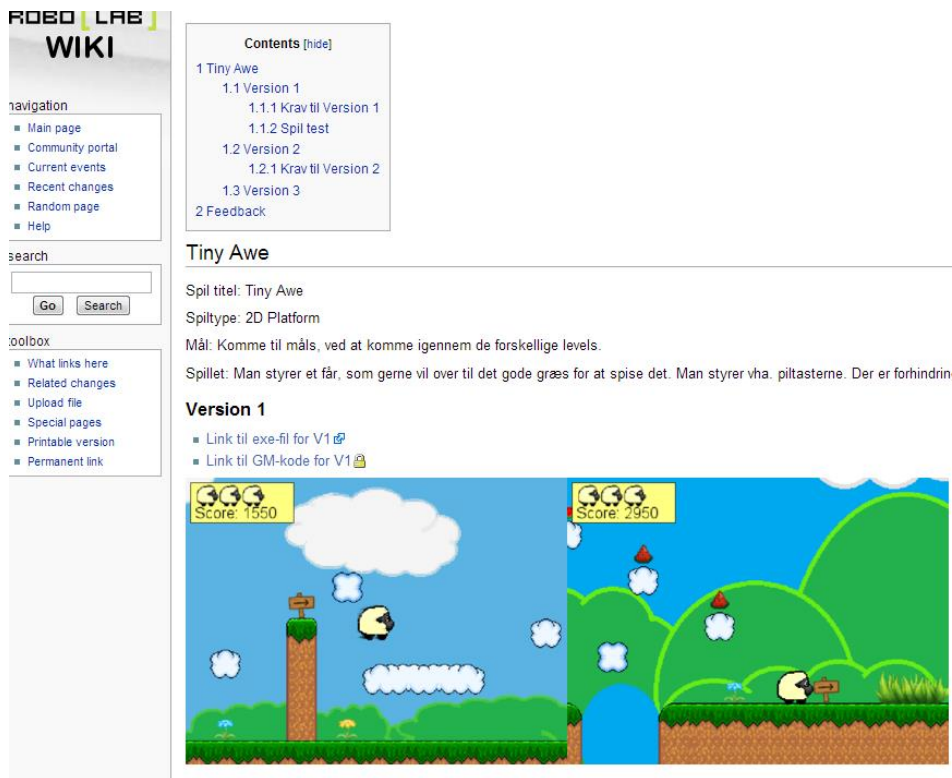 ROBO[LAB]
WIKI
navigation
Main page
Community portal
Current events
Recent changes
Random page
Help
search
Go Search
toolbox
What links here
Related changes
Upload file
Special pages
Printable version
Permanent link
Contents [hide]
1 Tiny Awe
1.1 Version 1
1.1.1 Krav til Version 1
1.1.2 Spil test
1.2 Version 2
1.2.1 Krav til Version 2
1.3 Version 3
2 Feedback
Tiny Awe
Spil titel: Tiny Awe
Spiltype: 2D Platform
Mål: Komme til måls, ved at komme igennem de forskellige levels.
Spillet: Man styrer et får, som gerne vil over til det gode græs for at spise det. Man styrer vha. piltasterne. Der er forhindrin
Version 1
Link til exe-fil for V1
Link til GM-kode for V1
Score: 1550
Score: 2950